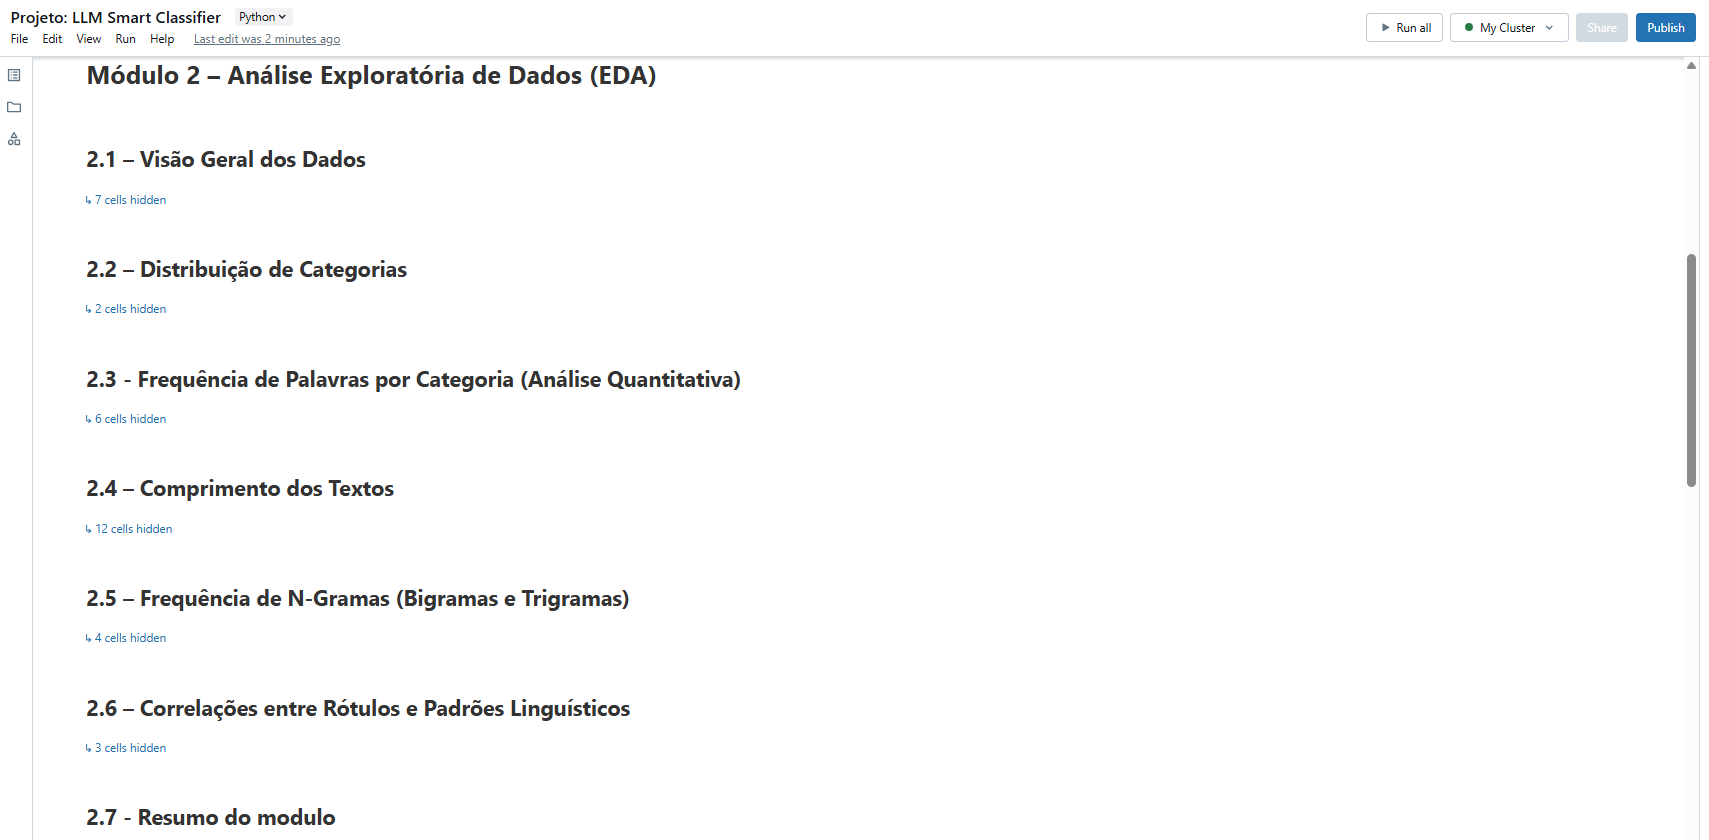 Projeto: LLM Smart Classifier Python
File Edit View Run Help Last edit was 2 minutes ago
Run all My Cluster Share Publish
Módulo 2 – Análise Exploratória de Dados (EDA)
2.1 – Visão Geral dos Dados
↳ 7 cells hidden
2.2 – Distribuição de Categorias
↳ 2 cells hidden
2.3 - Frequência de Palavras por Categoria (Análise Quantitativa)
↳ 6 cells hidden
2.4 – Comprimento dos Textos
↳ 12 cells hidden
2.5 – Frequência de N-Gramas (Bigramas e Trigramas)
↳ 4 cells hidden
2.6 – Correlações entre Rótulos e Padrões Linguísticos
↳ 3 cells hidden
2.7 - Resumo do modulo